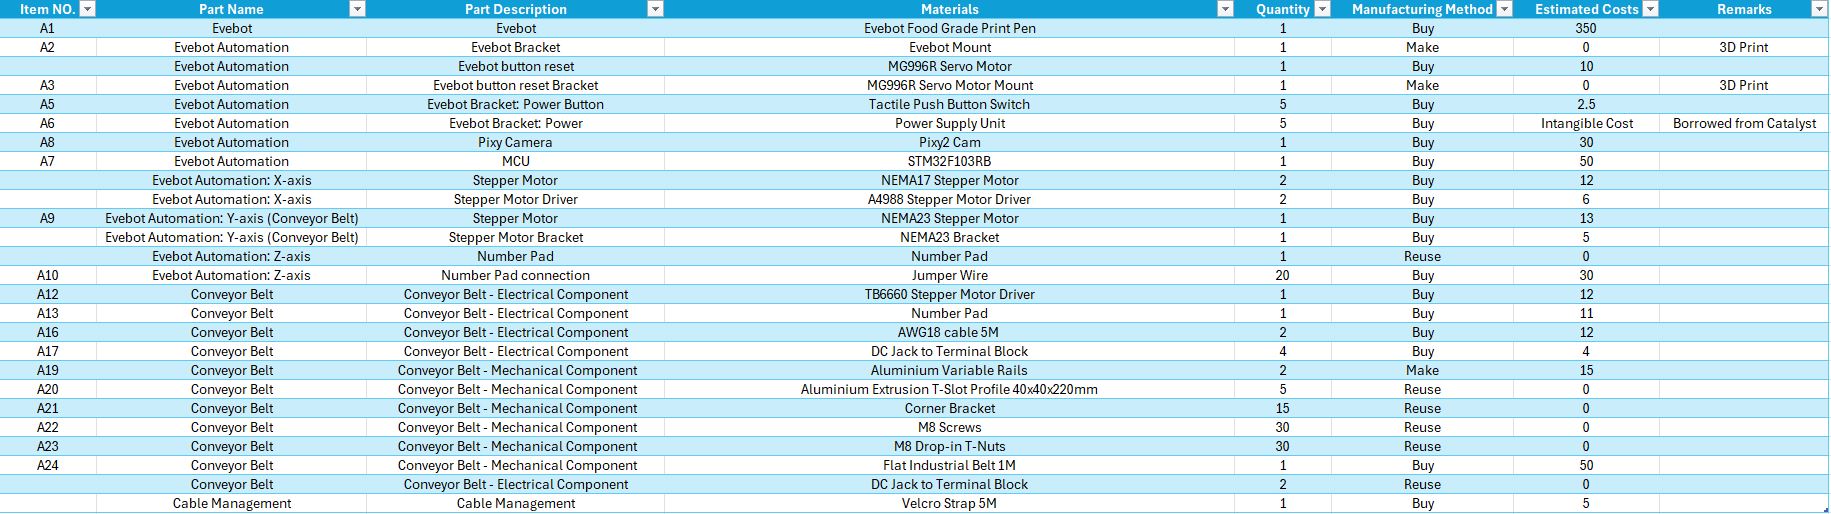 Item NO. Part Name Part Description Materials Quantity Manufacturing Method Estimated Costs Remarks
A1 Evebot Evebot Evebot Food Grade Print Pen 1 Buy 350
A2 Evebot Automation Evebot Bracket Evebot Mount 1 Make 0 3D Print
Evebot Automation Evebot button reset MG996R Servo Motor 1 Buy 10
A3 Evebot Automation Evebot button reset Bracket MG996R Servo Motor Mount 1 Make 0 3D Print
A5 Evebot Automation Evebot Bracket: Power Button Tactile Push Button Switch 5 Buy 2.5
A6 Evebot Automation Evebot Bracket: Power Power Supply Unit 5 Buy Intangible Cost Borrowed from Catalyst
A8 Evebot Automation Pixy Camera Pixy2 Cam 1 Buy 30
A7 Evebot Automation MCU STM32F103RB 1 Buy 50
Evebot Automation: X-axis Stepper Motor NEMA17 Stepper Motor 2 Buy 12
Evebot Automation: X-axis Stepper Motor Driver A4988 Stepper Motor Driver 2 Buy 6
A9 Evebot Automation: Y-axis (Conveyor Belt) Stepper Motor NEMA23 Stepper Motor 1 Buy 13
Evebot Automation: Y-axis (Conveyor Belt) Stepper Motor Bracket NEMA23 Bracket 1 Buy 5
Evebot Automation: Z-axis Number Pad Number Pad 1 Reuse 0
A10 Evebot Automation: Z-axis Number Pad connection Jumper Wire 20 Buy 30
A12 Conveyor Belt Conveyor Belt - Electrical Component TB6660 Stepper Motor Driver 1 Buy 12
A13 Conveyor Belt Conveyor Belt - Electrical Component Number Pad 1 Buy 11
A16 Conveyor Belt Conveyor Belt - Electrical Component AWG18 cable 5M 2 Buy 12
A17 Conveyor Belt Conveyor Belt - Electrical Component DC Jack to Terminal Block 4 Buy 4
A19 Conveyor Belt Conveyor Belt - Mechanical Component Aluminium Variable Rails 2 Make 15
A20 Conveyor Belt Conveyor Belt - Mechanical Component Aluminium Extrusion T-Slot Profile 40x40x220mm 5 Reuse 0
A21 Conveyor Belt Conveyor Belt - Mechanical Component Corner Bracket 15 Reuse 0
A22 Conveyor Belt Conveyor Belt - Mechanical Component M8 Screws 30 Reuse 0
A23 Conveyor Belt Conveyor Belt - Mechanical Component M8 Drop-in T-Nuts 30 Reuse 0
A24 Conveyor Belt Conveyor Belt - Mechanical Component Flat Industrial Belt 1M 1 Buy 50
Conveyor Belt Conveyor Belt - Electrical Component DC Jack to Terminal Block 2 Reuse 0
Cable Management Cable Management Velcro Strap 5M 1 Buy 5